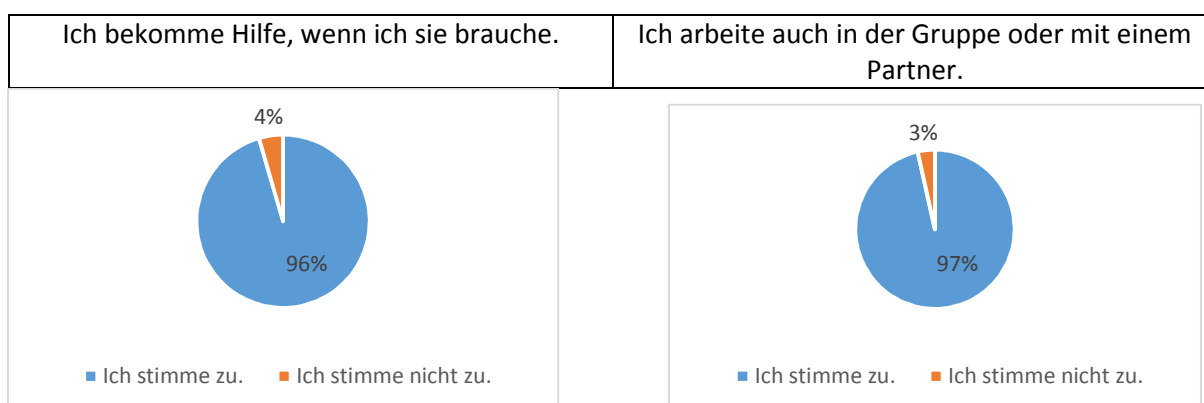 Ich bekomme Hilfe, wenn ich sie brauche.
Ich arbeite auch in der Gruppe oder mit einem
Partner.
4%
96%
Ich stimme zu. Ich stimme nicht zu.
3%
97%
Ich stimme zu. Ich stimme nicht zu.